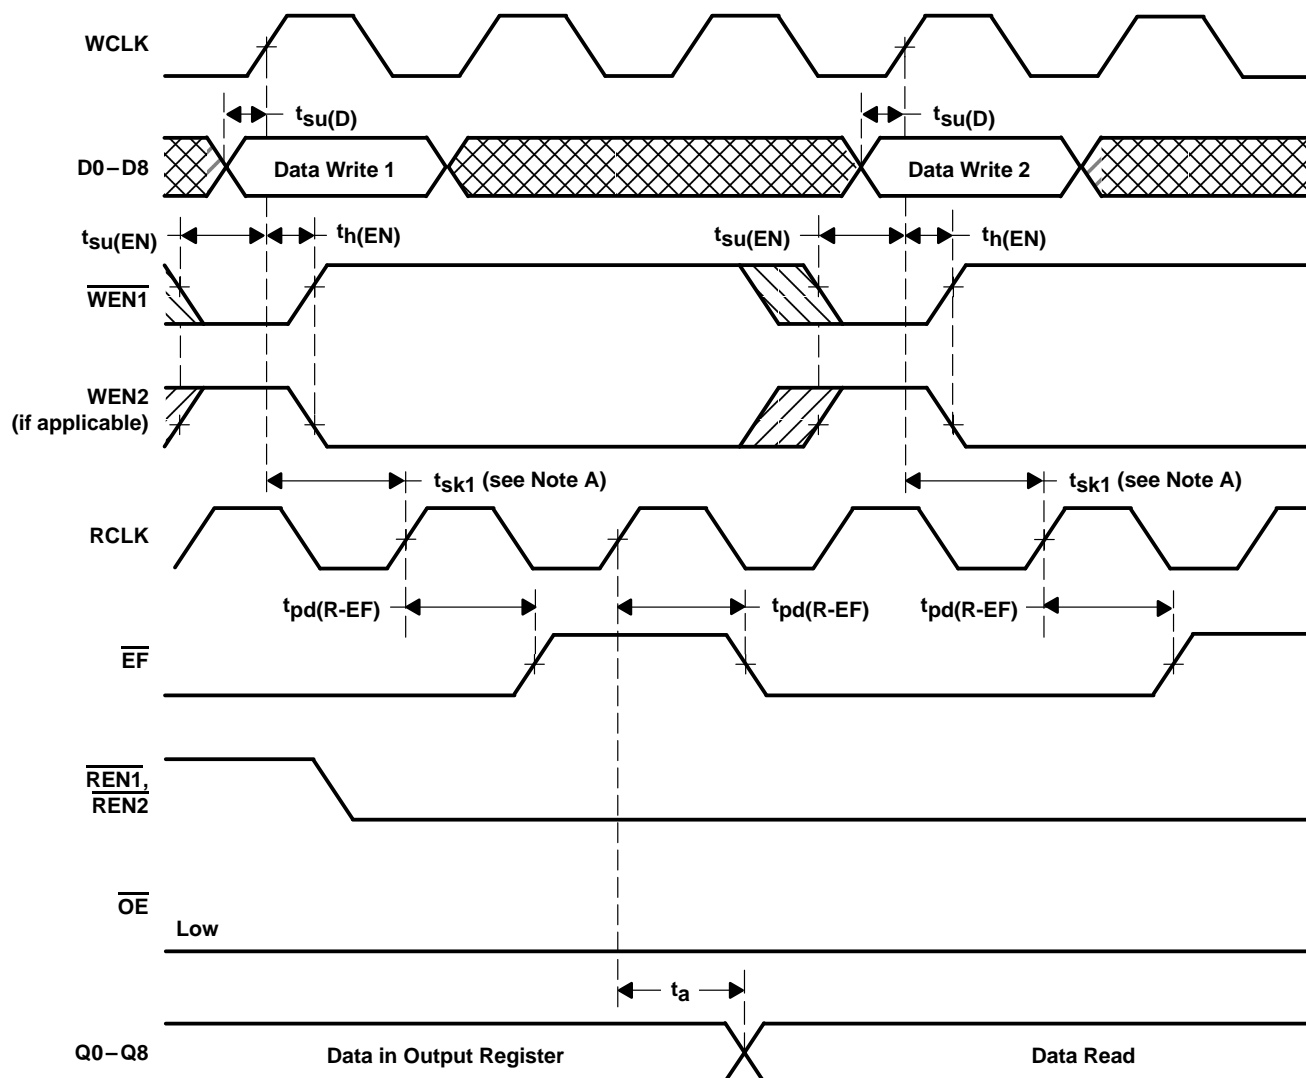 WCLK
tsu(D) tsu(D)
D0–D8 Data Write 1 Data Write 2
tsu(EN) th(EN) tsu(EN) th(EN)
WEN1
WEN2
(if applicable)
tsk1 (see Note A) tsk1 (see Note A)
RCLK
tpd(R-EF) tpd(R-EF) tpd(R-EF)
EF
REN1,
REN2
OE
Low
ta
Q0–Q8 Data in Output Register Data Read